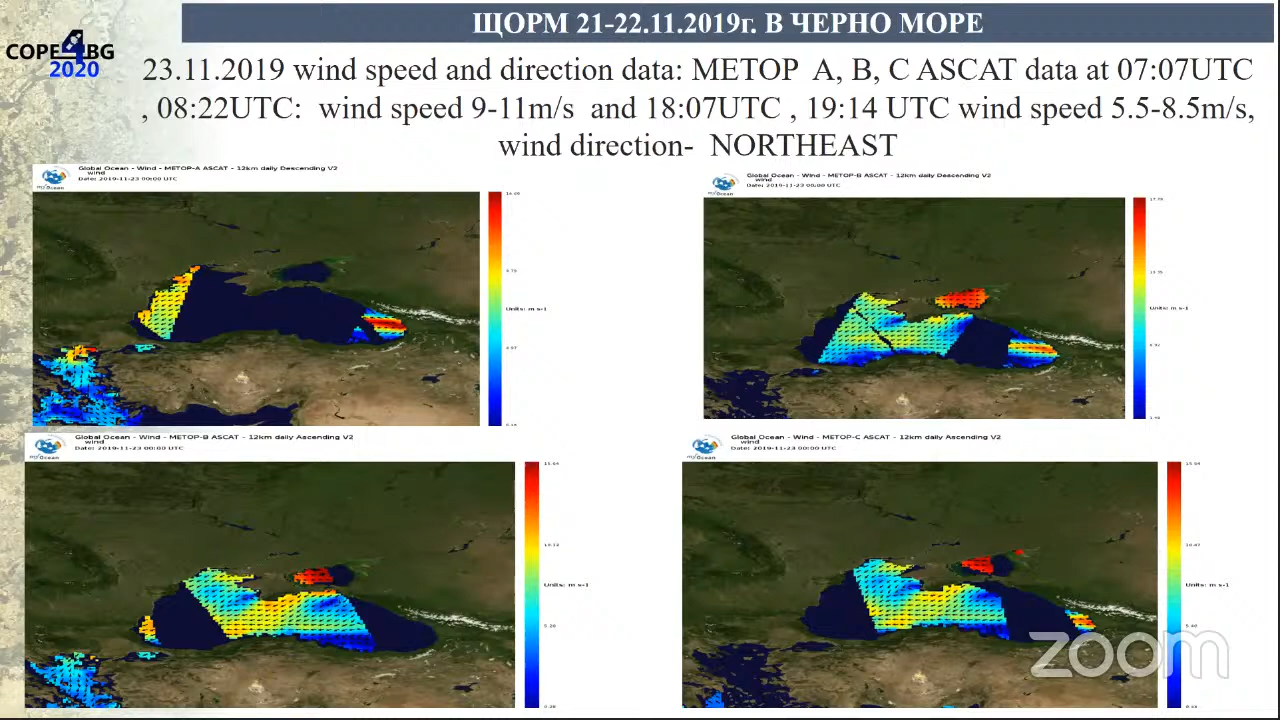 ЩОРМ 21-22.11.2019г. В ЧЕРНО МОРЕ
COPE4BG
2020
23.11.2019 wind speed and direction data: METOP A, B, C ASCAT data at 07:07UTC
, 08:22UTC: wind speed 9-11m/s and 18:07UTC , 19:14 UTC wind speed 5.5-8.5m/s,
wind direction- NORTHEAST
Global Ocean - Wind - METOP-A ASCAT - 12km daily Descending V2
wind
Date: 2019-11-23 00:00 UTC
Units: m s-1
Global Ocean - Wind - METOP-B ASCAT - 12km daily Descending V2
wind
Date: 2019-11-23 00:00 UTC
Units: m s-1
Global Ocean - Wind - METOP-B ASCAT - 12km daily Ascending V2
wind
Date: 2019-11-23 00:00 UTC
Units: m s-1
Global Ocean - Wind - METOP-C ASCAT - 12km daily Ascending V2
wind
Date: 2019-11-23 00:00 UTC
Units: m s-1
zoom